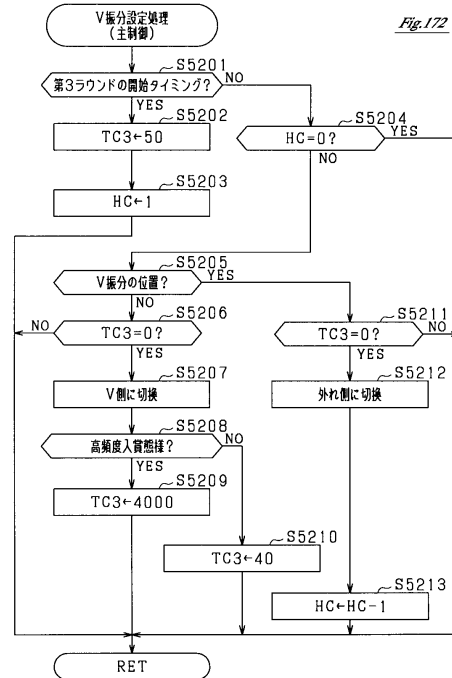 Fig.172
V振分設定処理
(主制御)
S5201
第3ラウンドの開始タイミング?
NO
YES
S5202
TC3←50
S5203
HC←1
S5204
HC=0?
YES
NO
S5205
V振分の位置?
YES
NO
S5206
TC3=0?
NO
YES
S5207
V側に切換
S5208
高頻度入賞態様?
NO
YES
S5209
TC3←4000
S5210
TC3←40
S5211
TC3=0?
NO
YES
S5212
外れ側に切換
S5213
HC←HC-1
RET